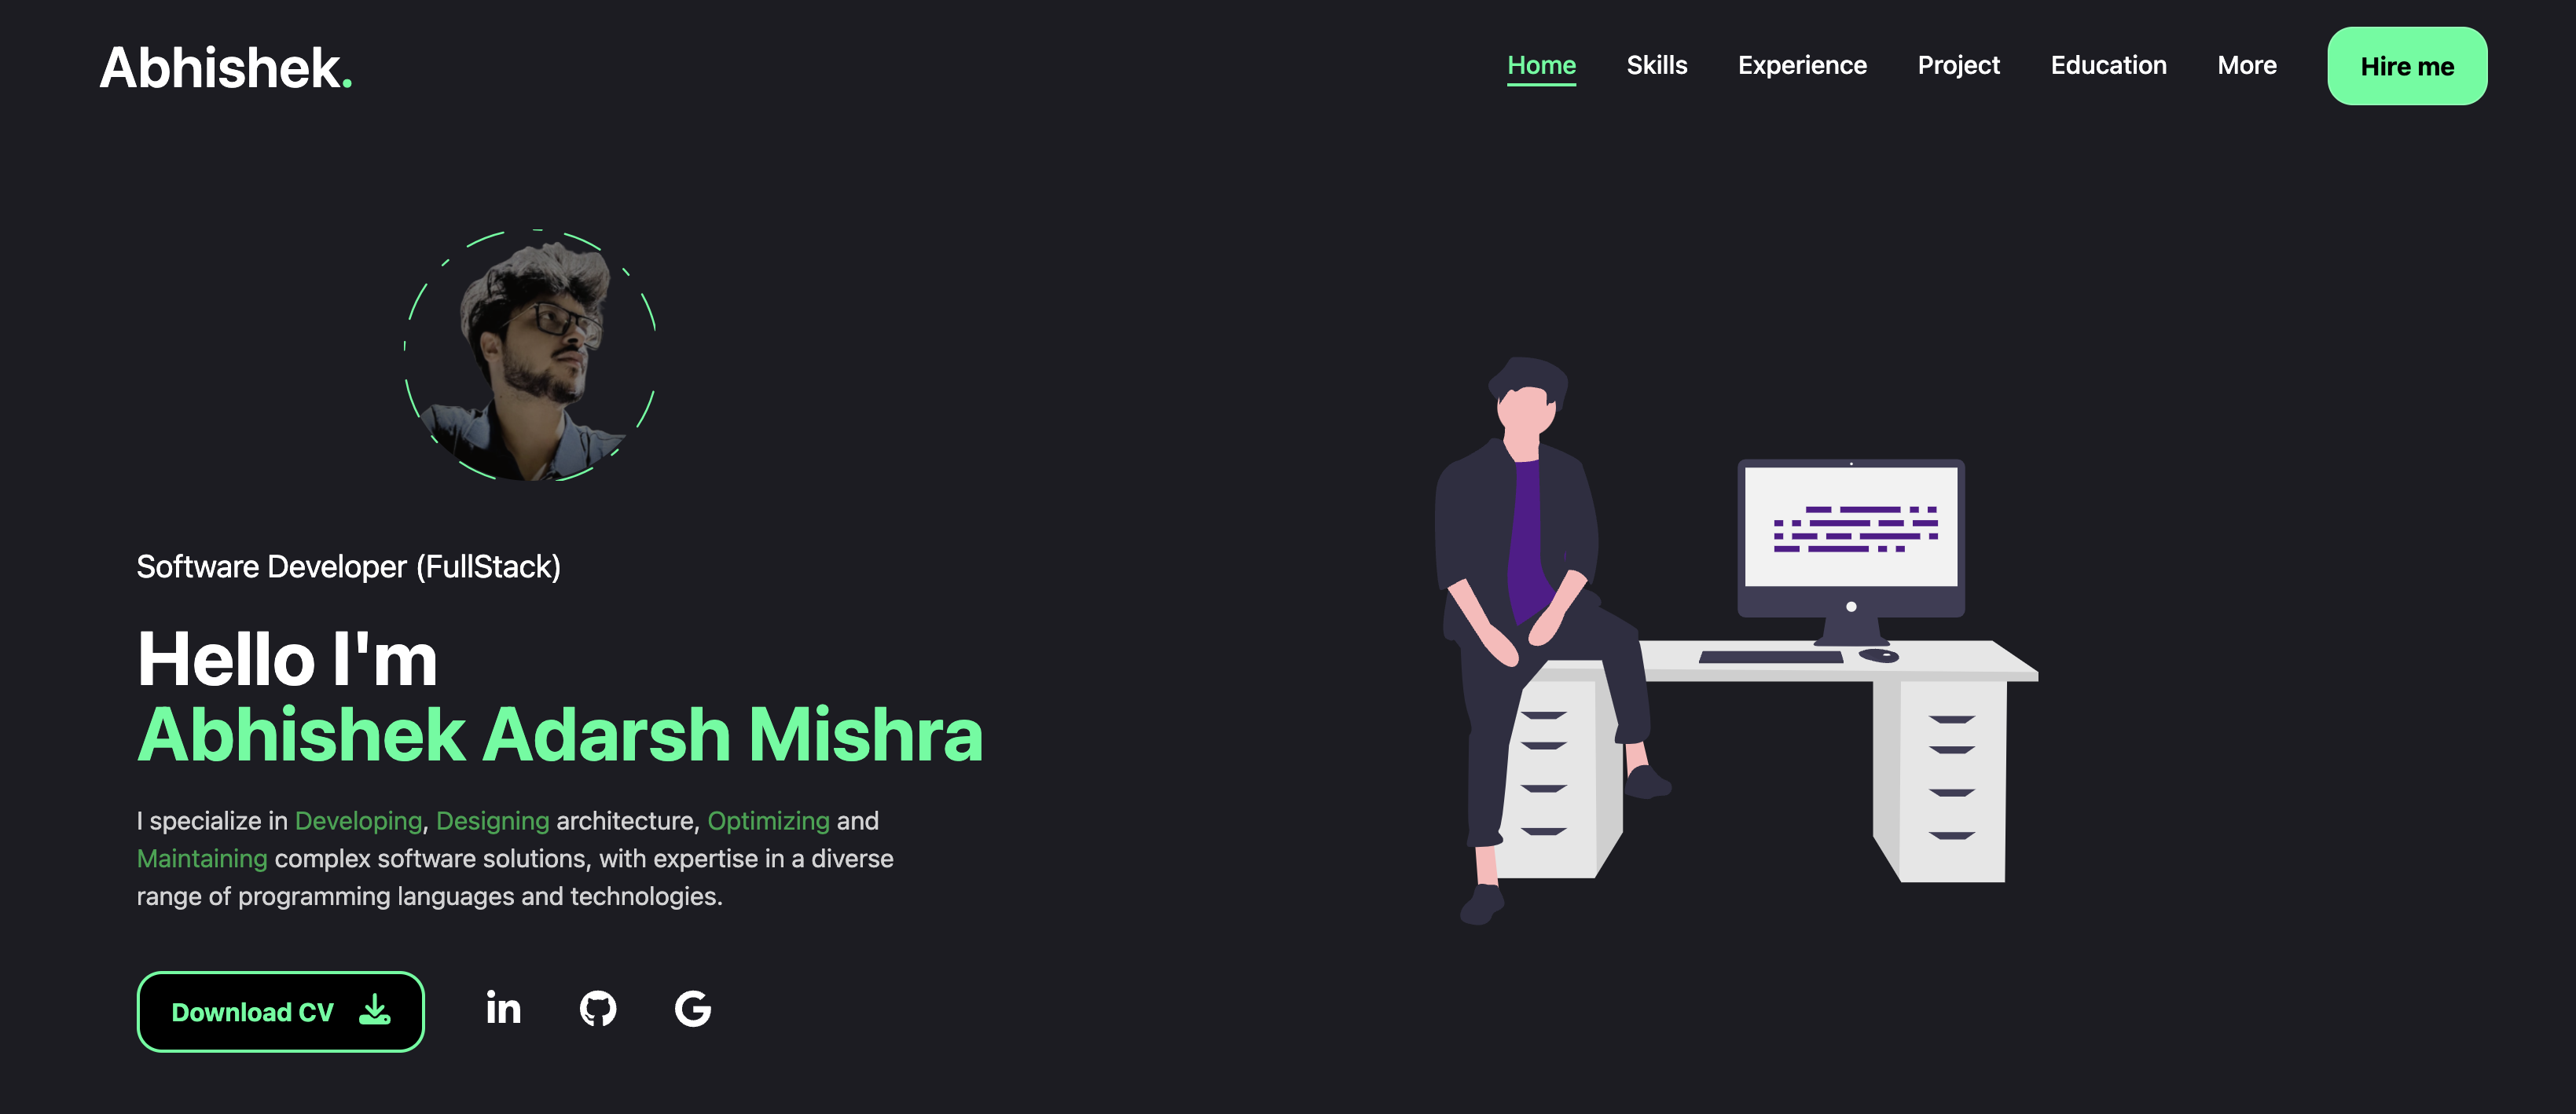 Abhishek.
Home Skills Experience Project Education More Hire me
Software Developer (FullStack)
Hello I'm
Abhishek Adarsh Mishra
I specialize in Developing, Designing architecture, Optimizing and
Maintaining complex software solutions, with expertise in a diverse
range of programming languages and technologies.
Download CV